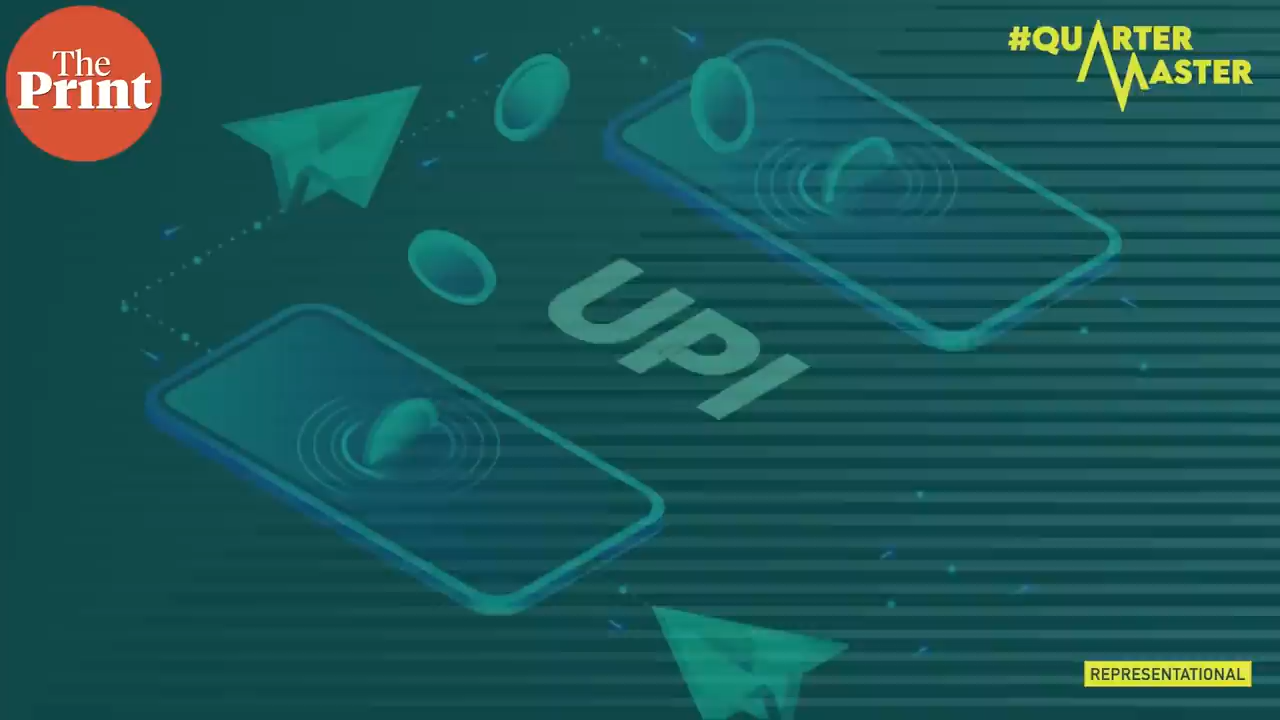 The
Print
#QUARTER
MASTER
UPI
REPRESENTATIONAL